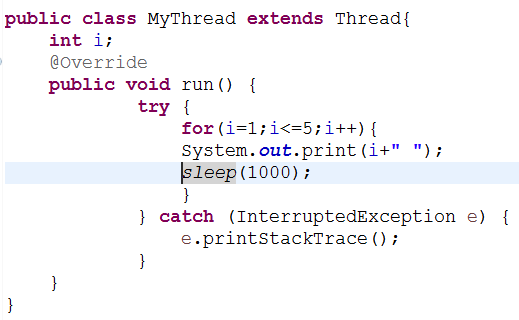 public class MyThread extends Thread{
int i;
@Override
public void run() {
try {
for(i=1;i<=5;i++){
System.out.print(i+" ");
sleep(1000);
}
} catch (InterruptedException e) {
e.printStackTrace();
}
}
}